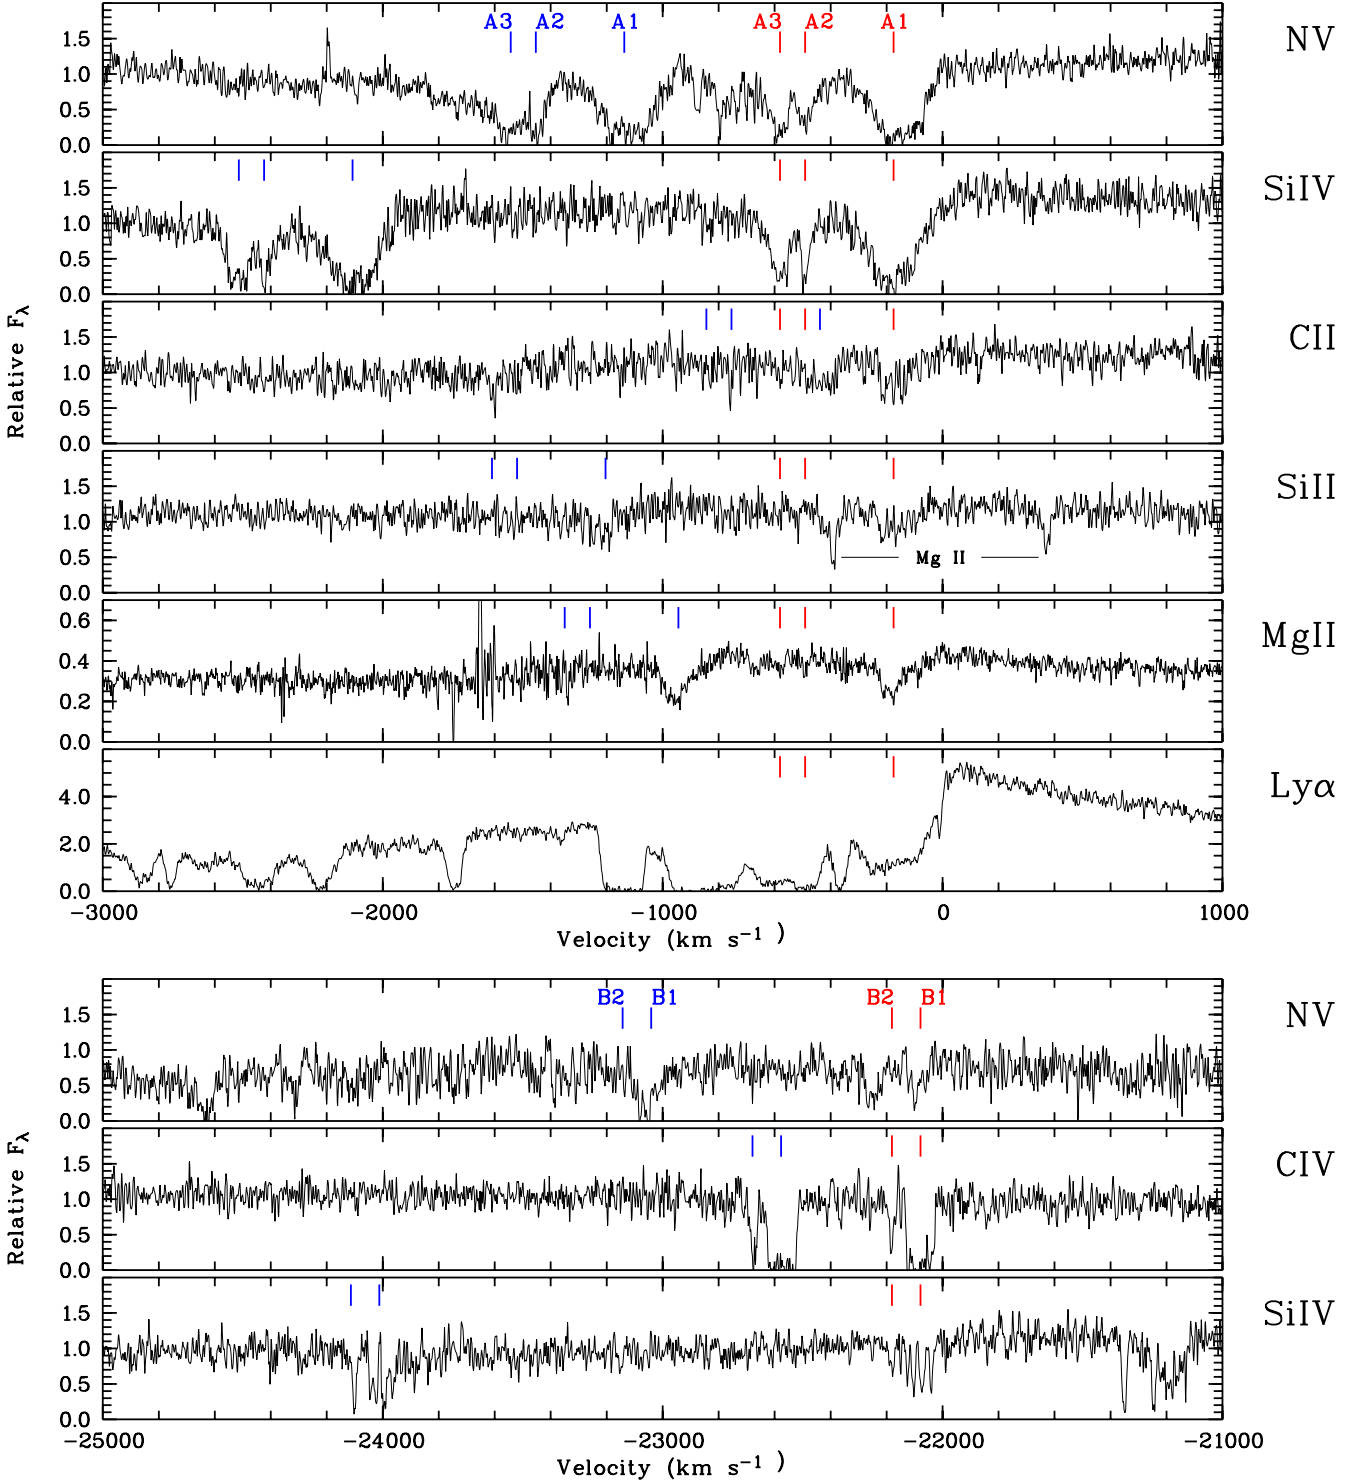 A3 A2 A1 A3 A2 A1
NV
1.5
1.0
0.5
0.0
SiIV
1.5
1.0
0.5
0.0
CII
1.5
1.0
0.5
0.0
Relative Fλ
SiII
1.5
1.0
0.5
0.0
Mg II
MgII
0.6
0.4
0.2
0.0
Lyα
4.0
2.0
0.0
-3000 -2000 -1000 0 1000
Velocity (km s⁻¹ )
B2 B1 B2 B1
NV
1.5
1.0
0.5
0.0
CIV
1.5
1.0
0.5
0.0
Relative Fλ
SiIV
1.5
1.0
0.5
0.0
-25000 -24000 -23000 -22000 -21000
Velocity (km s⁻¹ )